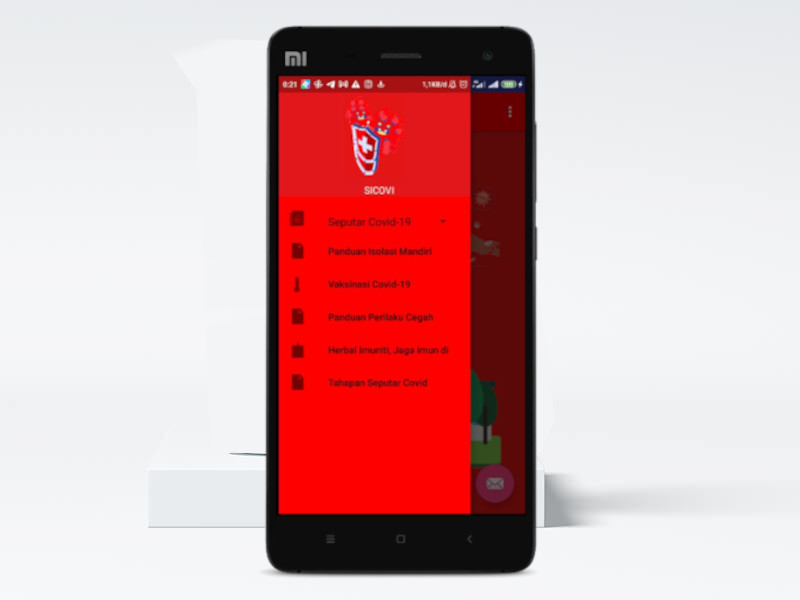 mi
0:21
1,1KB/d
SICOVI
Seputar Covid-19
Panduan Isolasi Mandiri
Vaksinasi Covid-19
Panduan Perilaku Cegah
Herbal Imuniti, Jaga Imun di
Tahapan Seputar Covid